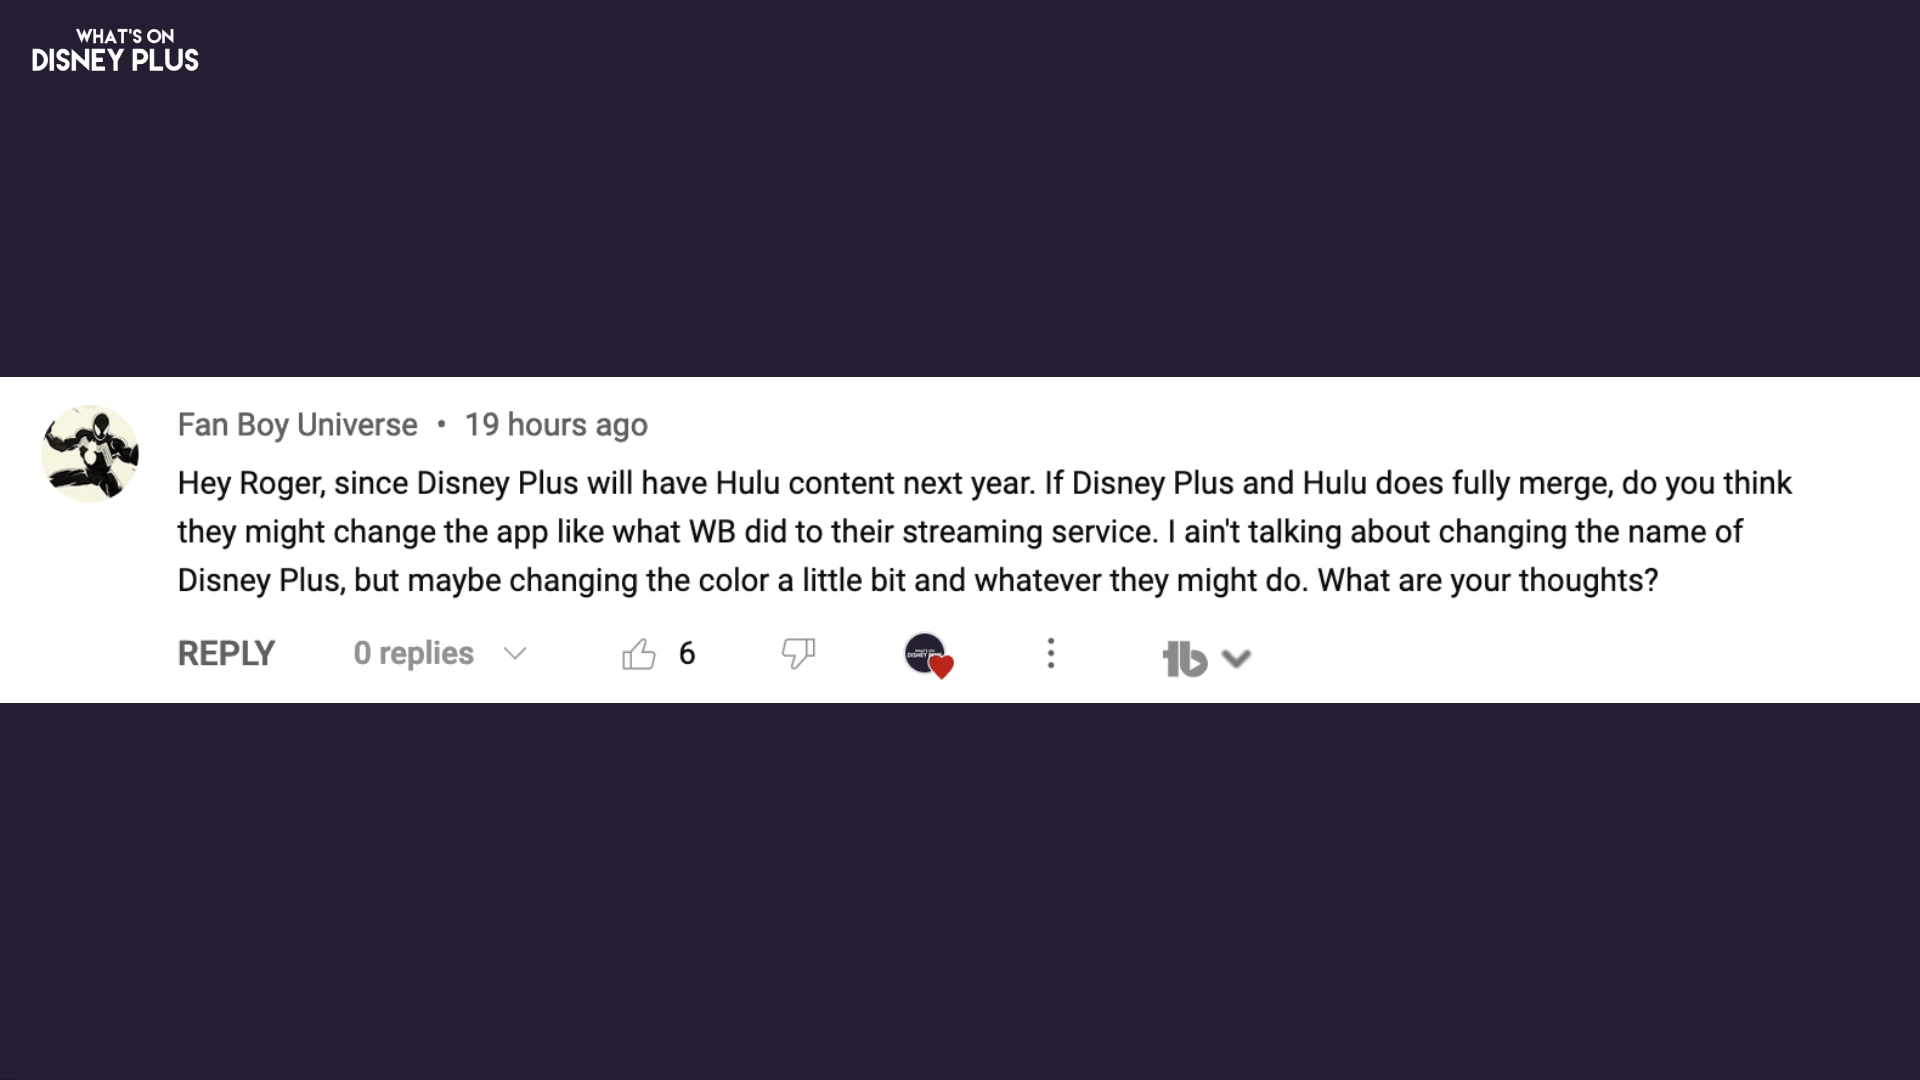 WHAT'S ON
DISNEY PLUS
Fan Boy Universe • 19 hours ago
Hey Roger, since Disney Plus will have Hulu content next year. If Disney Plus and Hulu does fully merge, do you think
they might change the app like what WB did to their streaming service. I ain't talking about changing the name of
Disney Plus, but maybe changing the color a little bit and whatever they might do. What are your thoughts?
REPLY 0 replies 6
tb